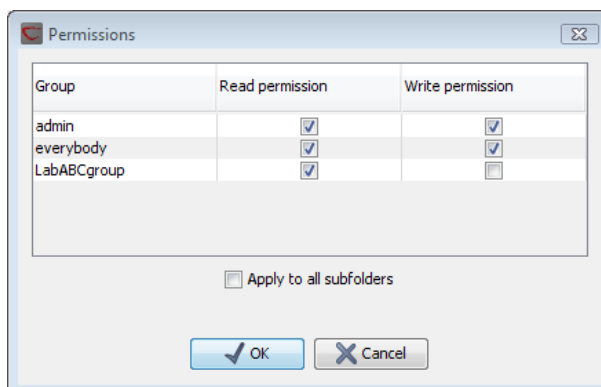 Permissions
Group Read permission Write permission
admin
everybody
LabABCgroup
Apply to all subfolders
OK Cancel